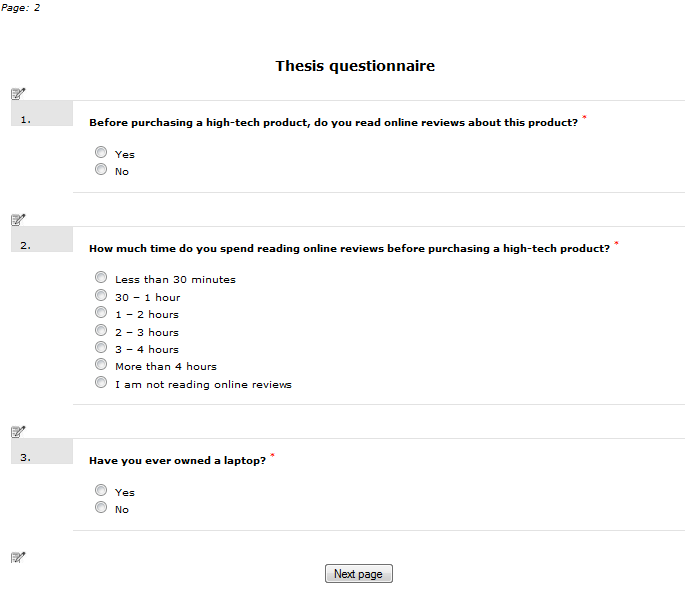 Page: 2
Thesis questionnaire
1.
Before purchasing a high-tech product, do you read online reviews about this product? *
Yes
No
2.
How much time do you spend reading online reviews before purchasing a high-tech product? *
Less than 30 minutes
30 – 1 hour
1 – 2 hours
2 – 3 hours
3 – 4 hours
More than 4 hours
I am not reading online reviews
3.
Have you ever owned a laptop? *
Yes
No
Next page